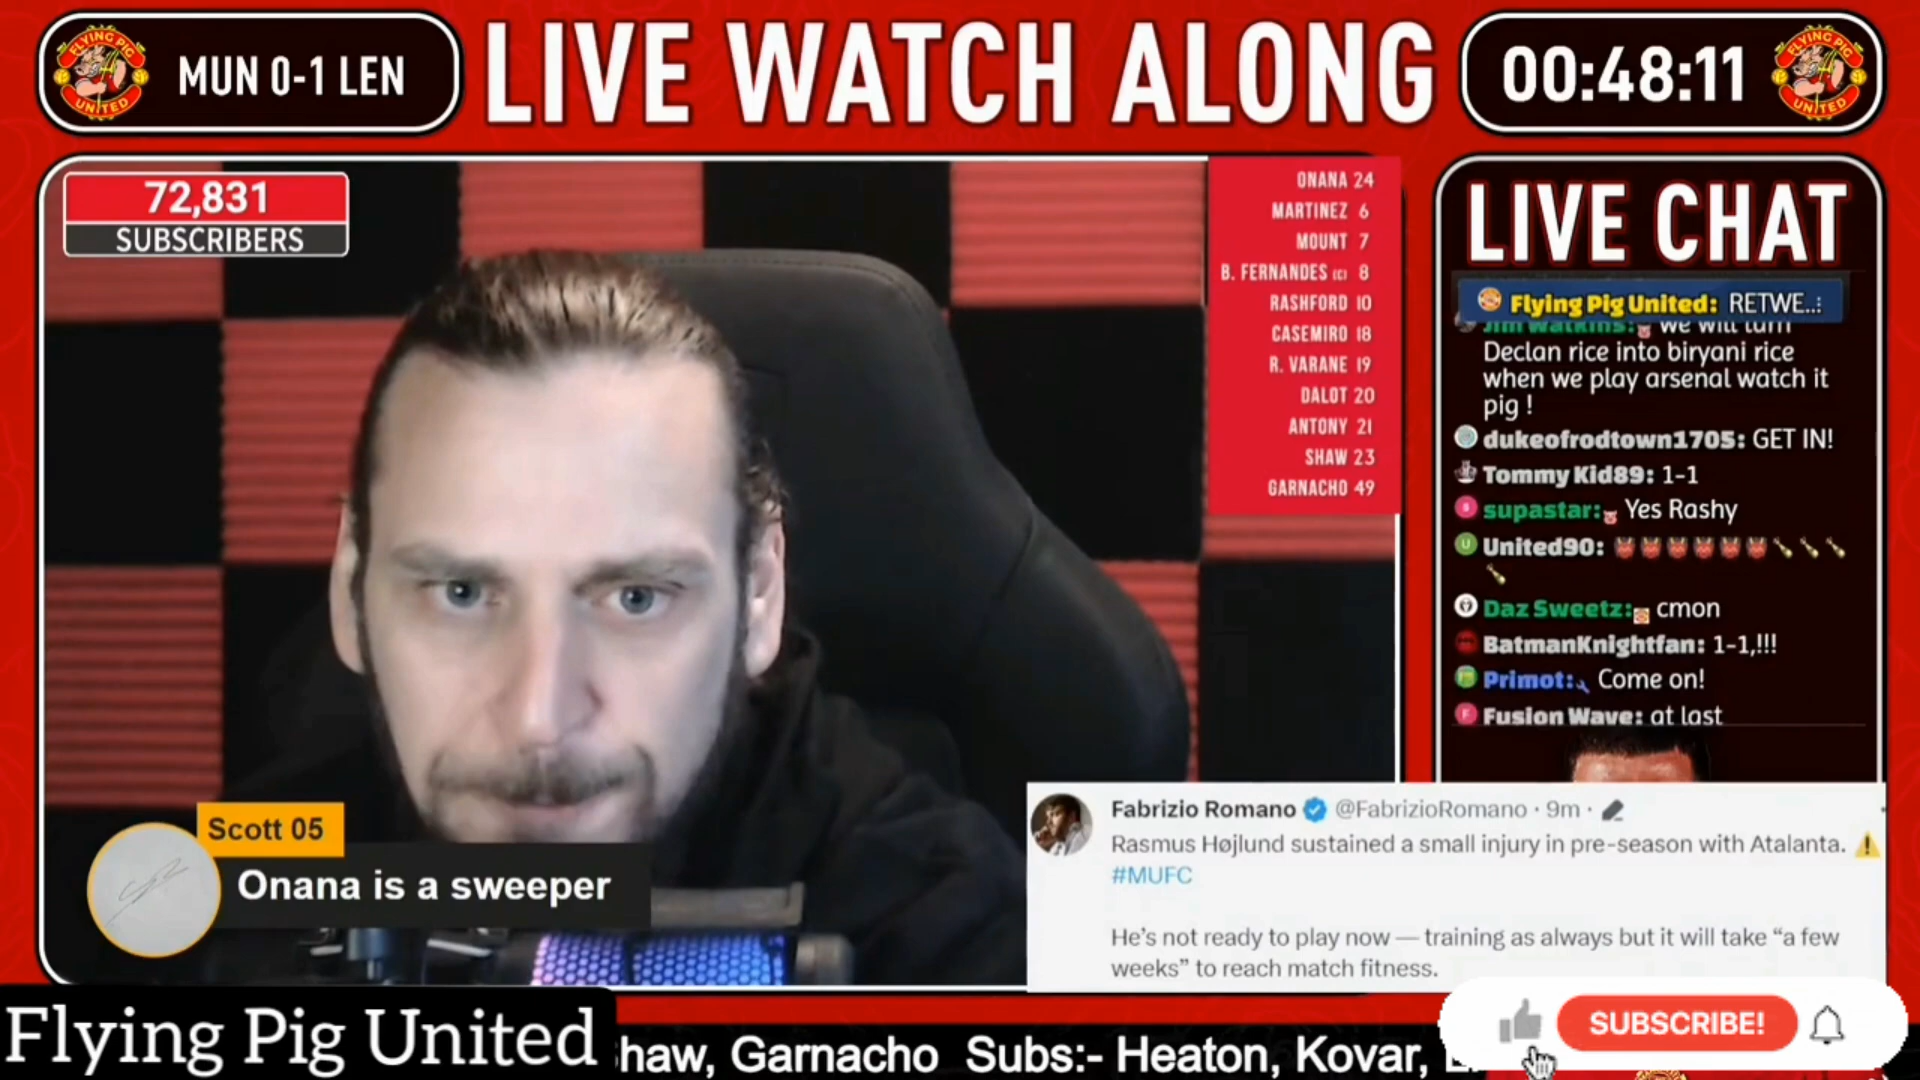 FLYING PIG
UNITED
MUN 0-1 LEN
LIVE WATCH ALONG
00:48:11
FLYING PIG
UNITED
72,831
SUBSCRIBERS
ONANA 24
MARTINEZ 6
MOUNT 7
B. FERNANDES (C) 8
RASHFORD 10
CASEMIRO 18
R. VARANE 19
DALOT 20
ANTONY 21
SHAW 23
GARNACHO 49
LIVE CHAT
Flying Pig United: RETWE..:
Jim Watkins: we will turn
Declan rice into biryani rice
when we play arsenal watch it
pig !
dukeofrodtown1705: GET IN!
Tommy Kid89: 1-1
supastar: Yes Rashy
United90: 👹👹👹👹👹👹🍾🍾🍾
🍾
Daz Sweetz: cmon
BatmanKnightfan: 1-1,!!!
Primot: Come on!
Fusion Wave: at last
Scott 05
Onana is a sweeper
Fabrizio Romano @FabrizioRomano · 9m ·
Rasmus Højlund sustained a small injury in pre-season with Atalanta. ⚠️
#MUFC
He's not ready to play now — training as always but it will take “a few
weeks” to reach match fitness.
SUBSCRIBE!
Flying Pig United
haw, Garnacho Subs:- Heaton, Kovar,